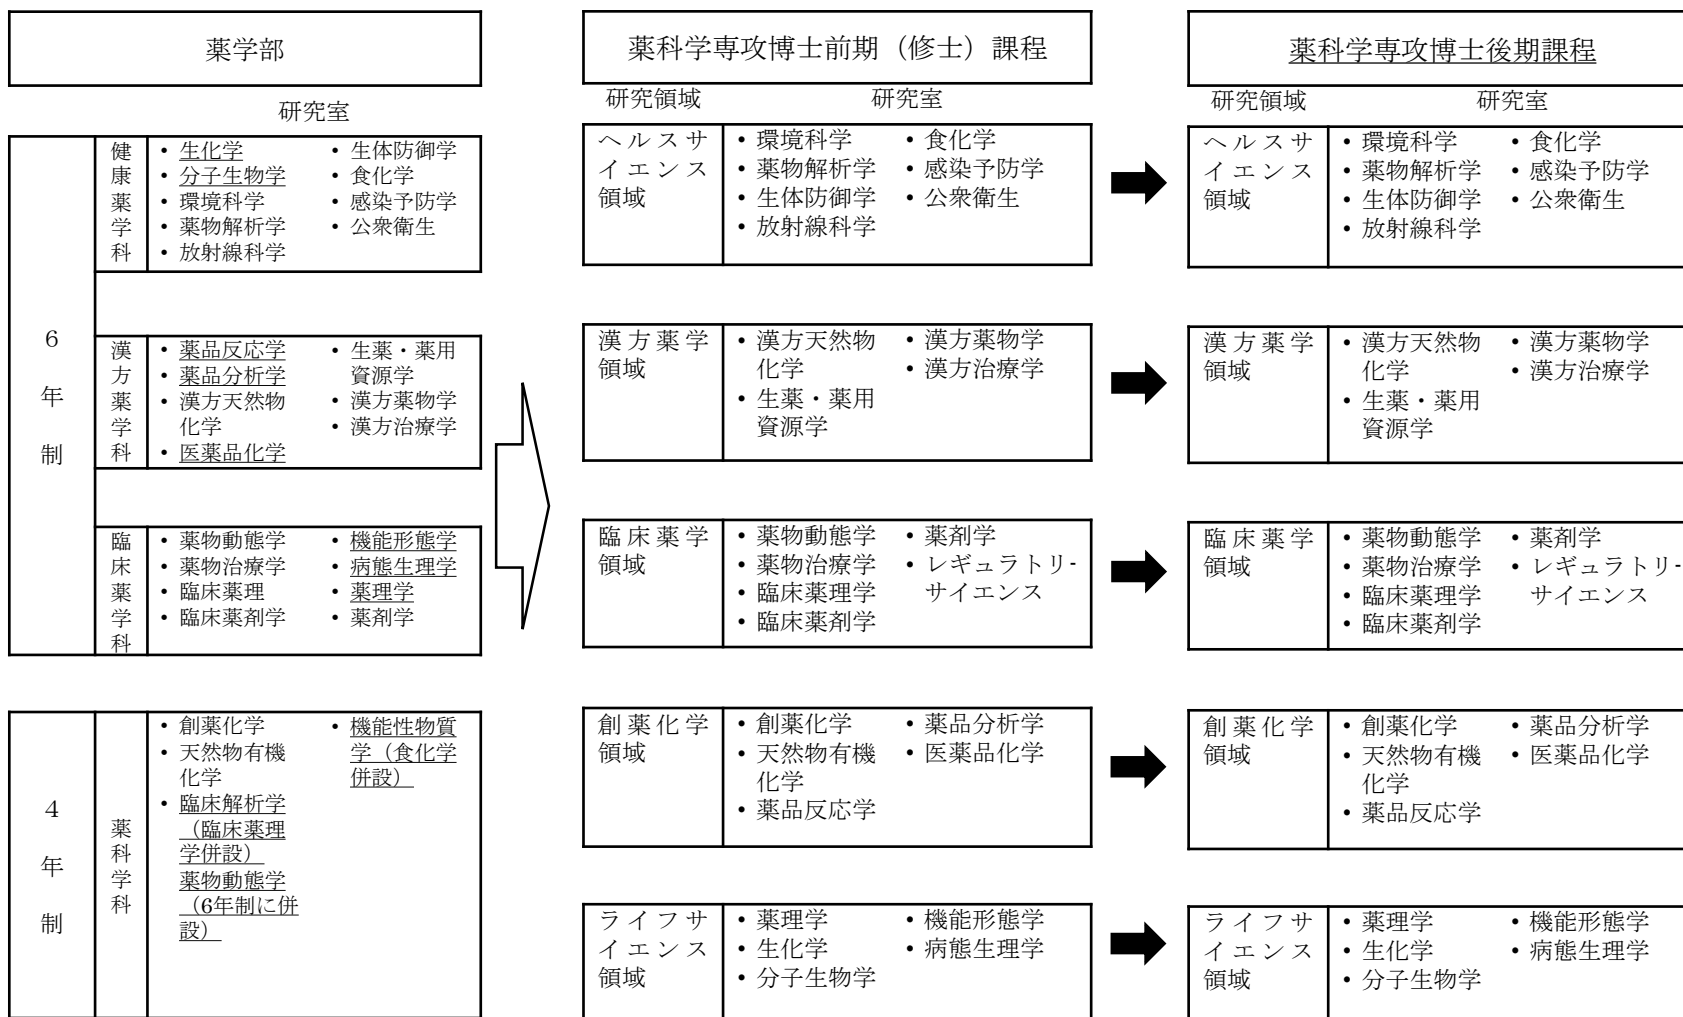 薬学部
研究室
6
年
制
健
康
薬
学
科
• 生化学
• 分子生物学
• 環境科学
• 薬物解析学
• 放射線科学
• 生体防御学
• 食化学
• 感染予防学
• 公衆衛生
漢
方
薬
学
科
• 薬品反応学
• 薬品分析学
• 漢方天然物
化学
• 医薬品化学
• 生薬・薬用
資源学
• 漢方薬物学
• 漢方治療学
臨
床
薬
学
科
• 薬物動態学
• 薬物治療学
• 臨床薬理
• 臨床薬剤学
• 機能形態学
• 病態生理学
• 薬理学
• 薬剤学
4
年
制
薬
科
学
科
• 創薬化学
• 天然物有機
化学
• 臨床解析学
（臨床薬理
学併設）
薬物動態学
（6年制に併
設）
• 機能性物質
学（食化学
併設）
薬科学専攻博士前期（修士）課程
研究領域 研究室
ヘルスサ
イエンス
領域
• 環境科学
• 薬物解析学
• 生体防御学
• 放射線科学
• 食化学
• 感染予防学
• 公衆衛生
漢方薬学
領域
• 漢方天然物
化学
• 生薬・薬用
資源学
• 漢方薬物学
• 漢方治療学
臨床薬学
領域
• 薬物動態学
• 薬物治療学
• 臨床薬理学
• 臨床薬剤学
• 薬剤学
• レギュラトリ-
サイエンス
創薬化学
領域
• 創薬化学
• 天然物有機
化学
• 薬品反応学
• 薬品分析学
• 医薬品化学
ライフサ
イエンス
領域
• 薬理学
• 生化学
• 分子生物学
• 機能形態学
• 病態生理学
薬科学専攻博士後期課程
研究領域 研究室
ヘルスサ
イエンス
領域
• 環境科学
• 薬物解析学
• 生体防御学
• 放射線科学
• 食化学
• 感染予防学
• 公衆衛生
漢方薬学
領域
• 漢方天然物
化学
• 生薬・薬用
資源学
• 漢方薬物学
• 漢方治療学
臨床薬学
領域
• 薬物動態学
• 薬物治療学
• 臨床薬理学
• 臨床薬剤学
• 薬剤学
• レギュラトリ-
サイエンス
創薬化学
領域
• 創薬化学
• 天然物有機
化学
• 薬品反応学
• 薬品分析学
• 医薬品化学
ライフサ
イエンス
領域
• 薬理学
• 生化学
• 分子生物学
• 機能形態学
• 病態生理学